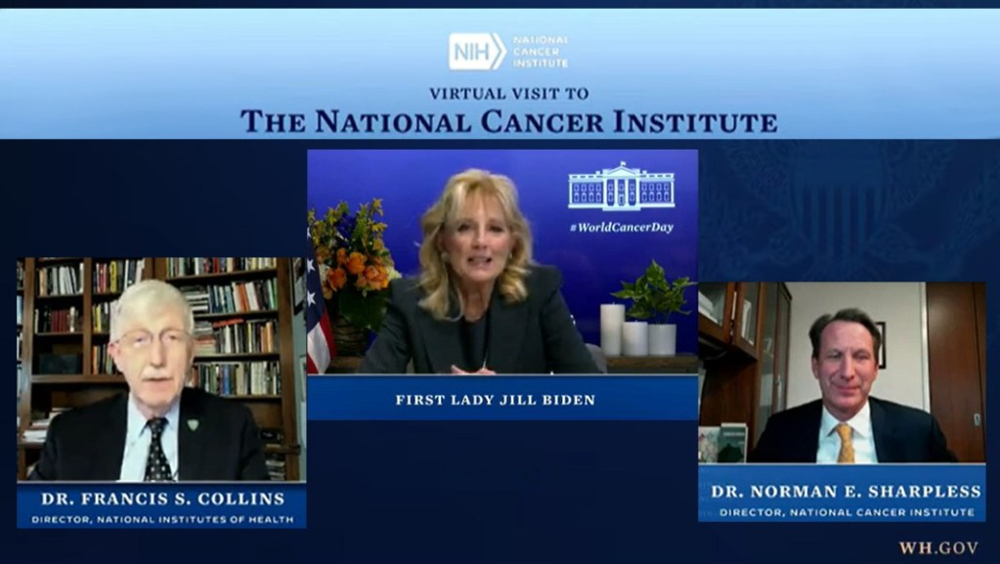 NIH
NATIONAL
CANCER
INSTITUTE
VIRTUAL VISIT TO
THE NATIONAL CANCER INSTITUTE
#WorldCancerDay
FIRST LADY JILL BIDEN
DR. FRANCIS S. COLLINS
DIRECTOR, NATIONAL INSTITUTES OF HEALTH
DR. NORMAN E. SHARPLESS
DIRECTOR, NATIONAL CANCER INSTITUTE
WH.GOV